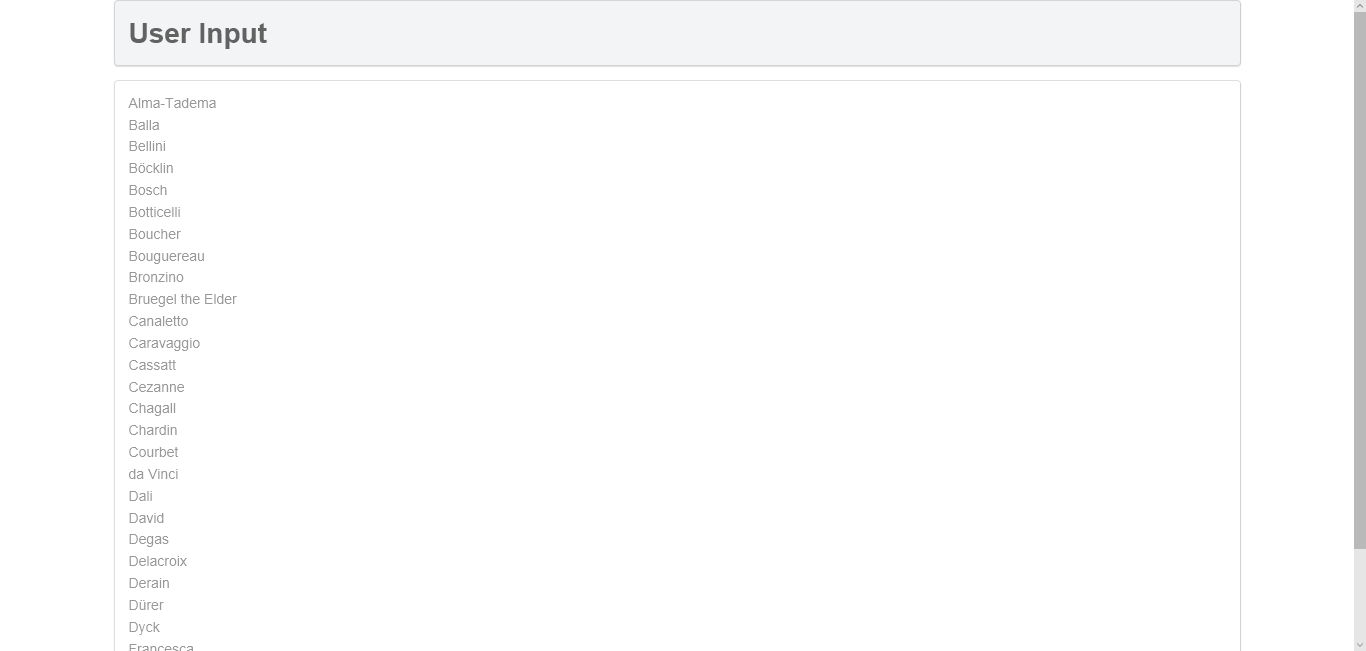 User Input
Alma-Tadema
Balla
Bellini
Böcklin
Bosch
Botticelli
Boucher
Bouguereau
Bronzino
Bruegel the Elder
Canaletto
Caravaggio
Cassatt
Cezanne
Chagall
Chardin
Courbet
da Vinci
Dali
David
Degas
Delacroix
Derain
Dürer
Dyck
Francesca